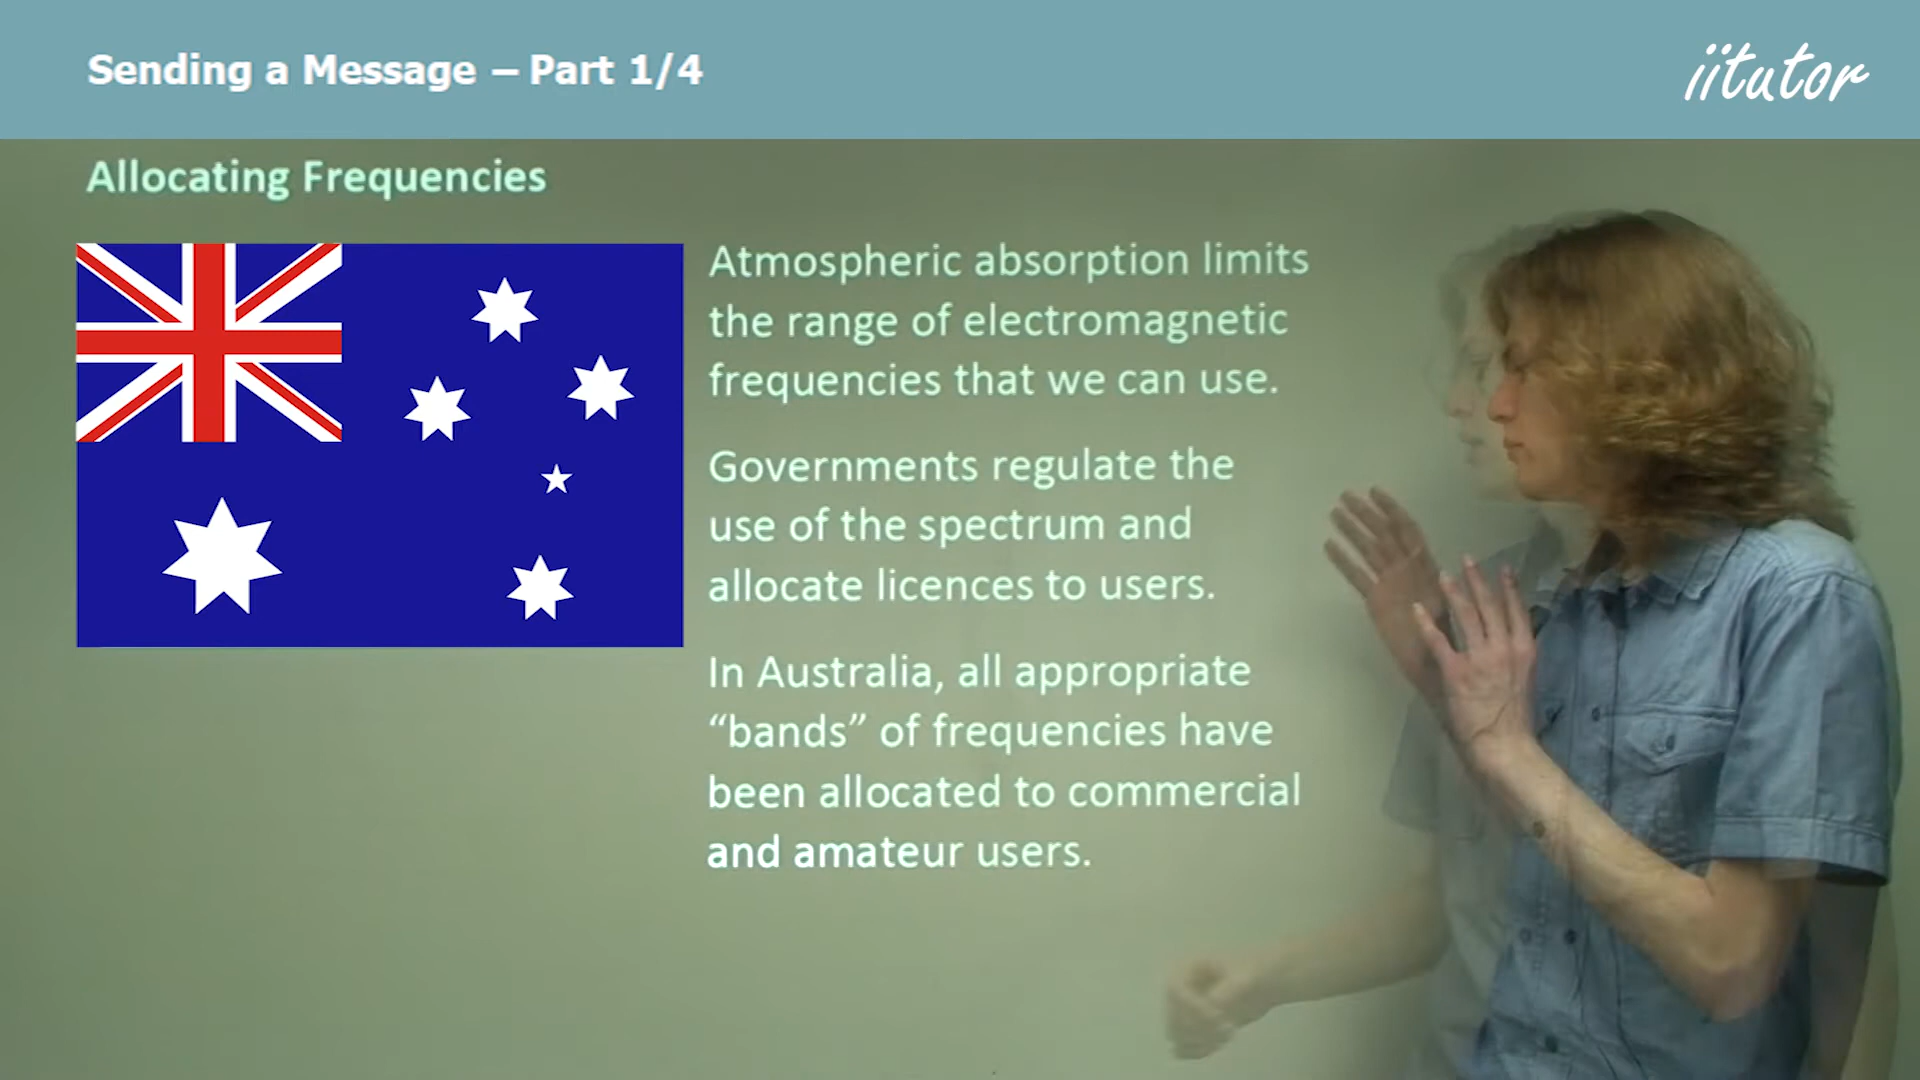 Sending a Message – Part 1/4
iitutor
Allocating Frequencies
Atmospheric absorption limits
the range of electromagnetic
frequencies that we can use.
Governments regulate the
use of the spectrum and
allocate licences to users.
In Australia, all appropriate
“bands” of frequencies have
been allocated to commercial
and amateur users.